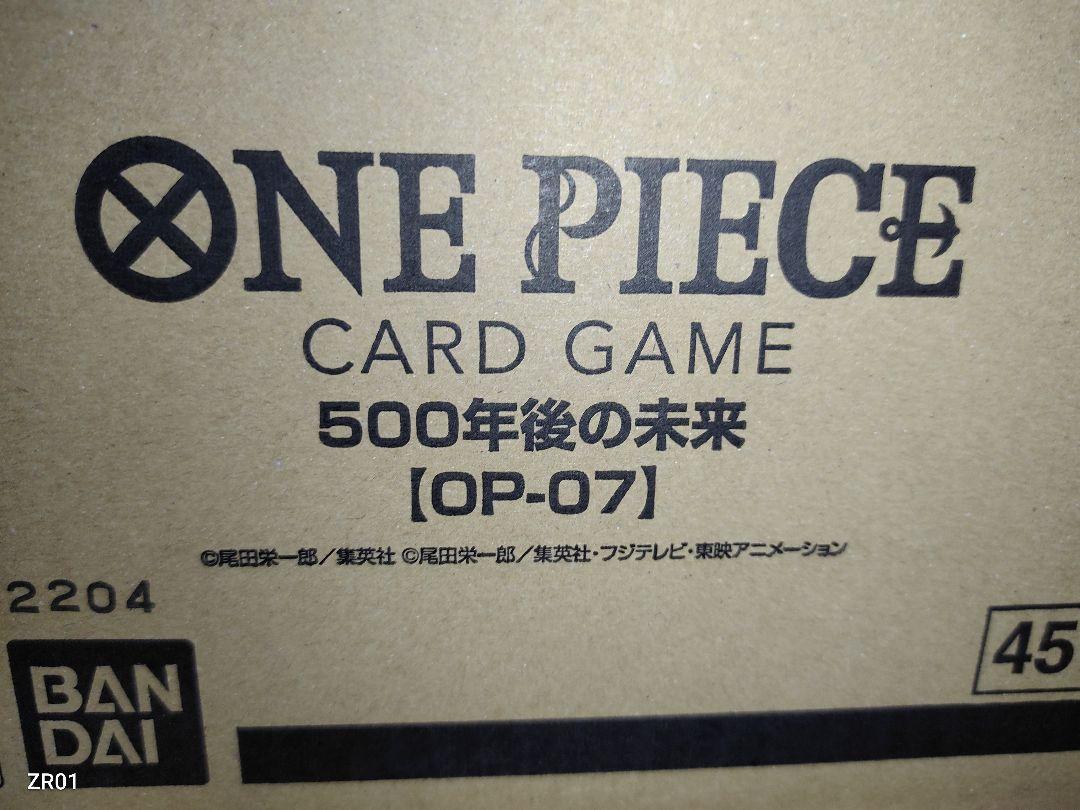 ONE PIECE
CARD GAME
500年後の未来
【OP-07】
©尾田栄一郎／集英社 ©尾田栄一郎／集英社・フジテレビ・東映アニメーション
2204
45
BAN
DAI
ZR01